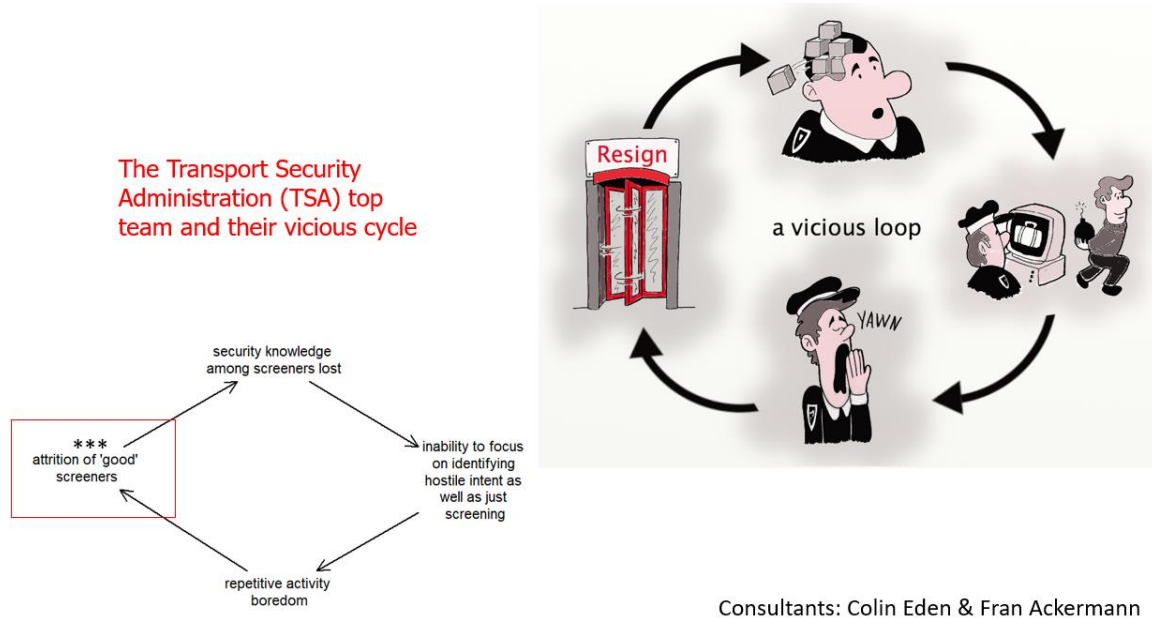 The Transport Security
Administration (TSA) top
team and their vicious cycle
security knowledge
among screeners lost
***
attrition of 'good'
screeners
inability to focus
on identifying
hostile intent as
well as just
screening
repetitive activity
boredom
Resign
a vicious loop
YAWN
Consultants: Colin Eden & Fran Ackermann